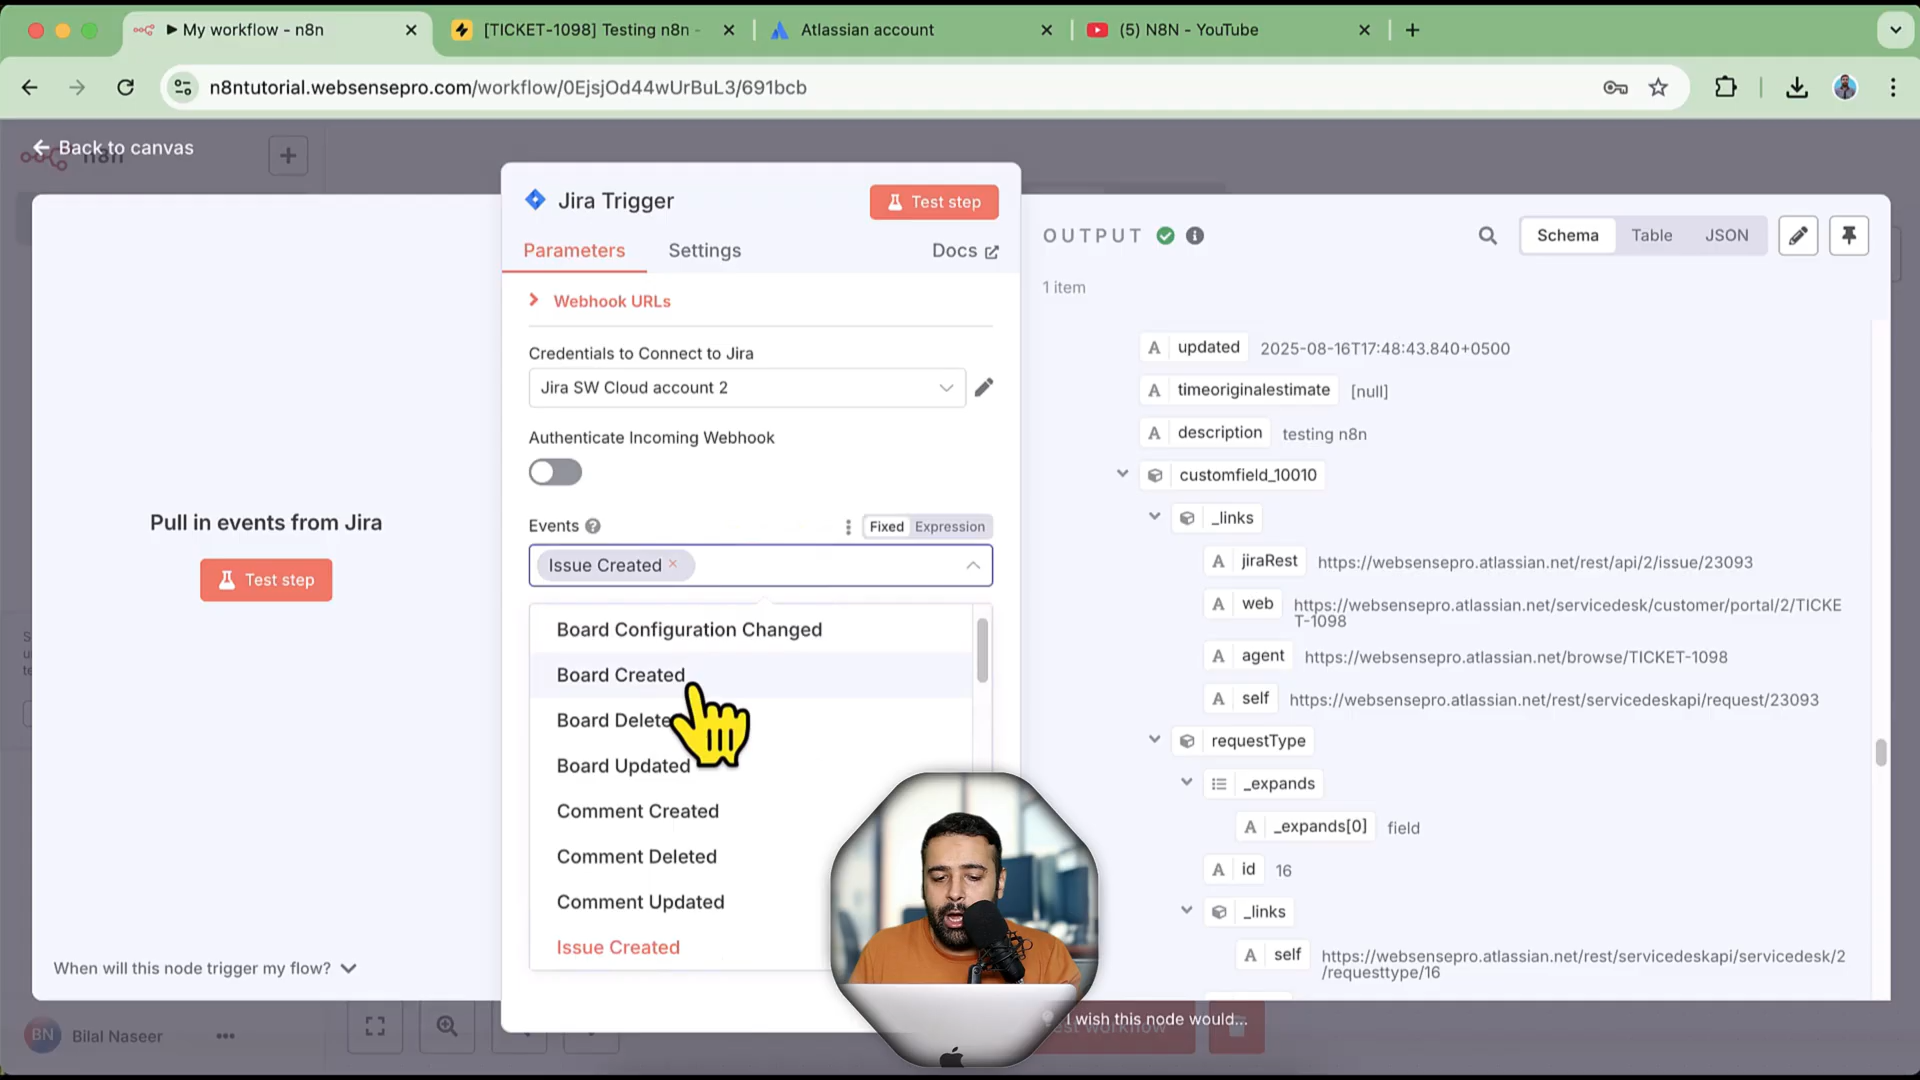 My workflow - n8n
[TICKET-1098] Testing n8n -
Atlassian account
(5) N8N - YouTube
n8ntutorial.websensepro.com/workflow/0EjsjOd44wUrBuL3/691bcb
Back to canvas
n8n
Jira Trigger
Test step
Parameters
Settings
Docs
Webhook URLs
Credentials to Connect to Jira
Jira SW Cloud account 2
Authenticate Incoming Webhook
Events
Fixed
Expression
Issue Created ×
Board Configuration Changed
Board Created
Board Delete
Board Updated
Comment Created
Comment Deleted
Comment Updated
Issue Created
Pull in events from Jira
Test step
When will this node trigger my flow?
BN
Bilal Naseer
OUTPUT
Schema
Table
JSON
1 item
A updated 2025-08-16T17:48:43.840+0500
A timeoriginalestimate [null]
A description testing n8n
customfield_10010
_links
A jiraRest https://websensepro.atlassian.net/rest/api/2/issue/23093
A web https://websensepro.atlassian.net/servicedesk/customer/portal/2/TICKE
T-1098
A agent https://websensepro.atlassian.net/browse/TICKET-1098
A self https://websensepro.atlassian.net/rest/servicedeskapi/request/23093
requestType
_expands
A _expands[0] field
A id 16
_links
A self https://websensepro.atlassian.net/rest/servicedeskapi/servicedesk/2
/requesttype/16
I wish this node would...